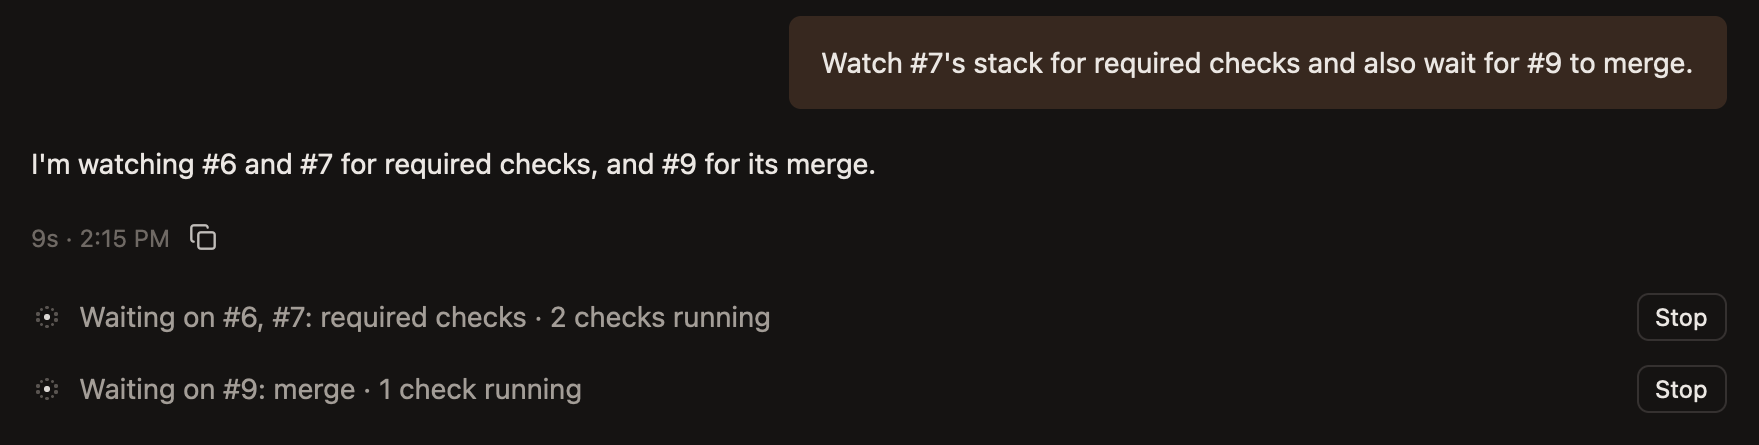 Watch #7's stack for required checks and also wait for #9 to merge.
I'm watching #6 and #7 for required checks, and #9 for its merge.
9s · 2:15 PM
Waiting on #6, #7: required checks · 2 checks running
Stop
Waiting on #9: merge · 1 check running
Stop